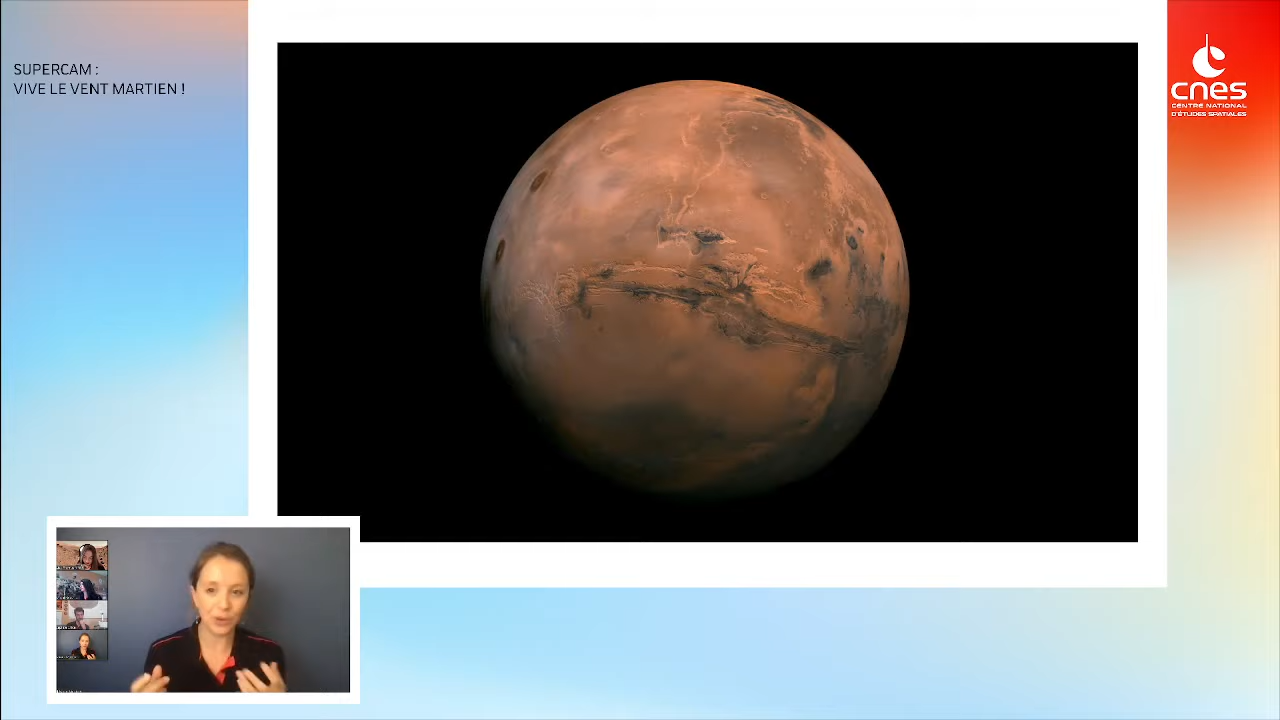 SUPERCAM :
VIVE LE VENT MARTIEN !
cnes
CENTRE NATIONAL
D'ÉTUDES SPATIALES